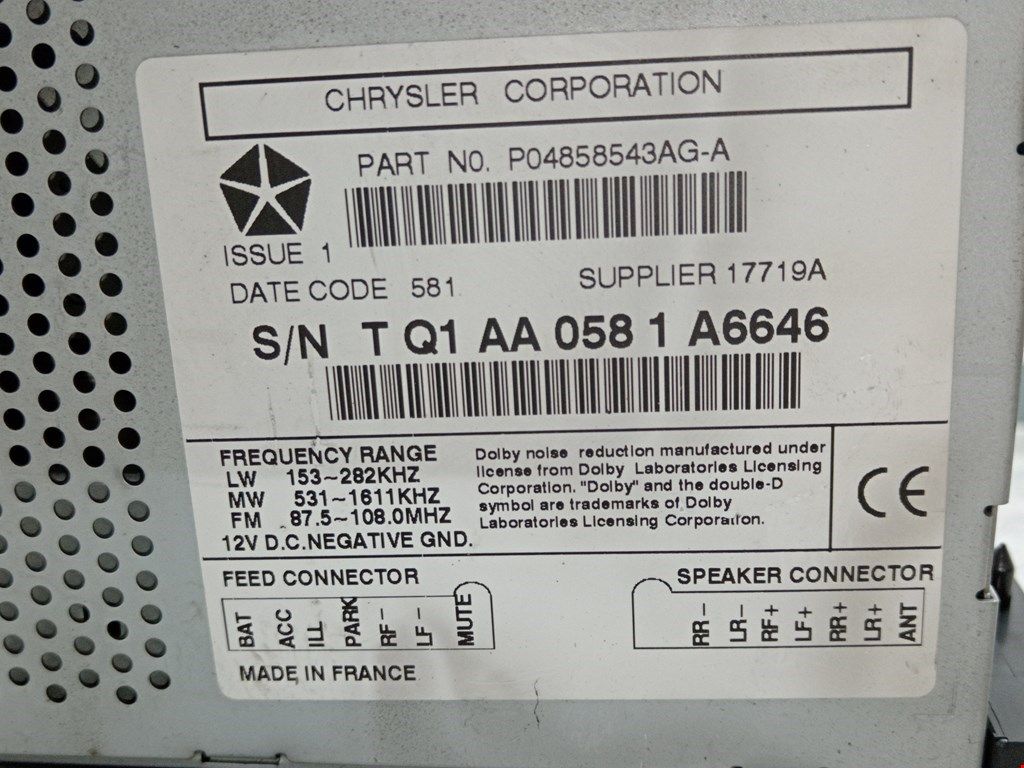 CHRYSLER CORPORATION
PART NO. P04858543AG-A
ISSUE 1
DATE CODE 581
SUPPLIER 17719A
S/N T Q1 AA 058 1 A6646
FREQUENCY RANGE
LW 153~282KHZ
MW 531~1611KHZ
FM 87.5~108.0MHZ
12V D.C.NEGATIVE GND.
Dolby noise reduction manufactured under
license from Dolby Laboratories Licensing
Corporation. "Dolby" and the double-D
symbol are trademarks of Dolby
Laboratories Licensing Corporation.
CE
FEED CONNECTOR
BAT
ACC
ILL
PARK
RF-
LF-
MUTE
SPEAKER CONNECTOR
RR-
LR-
RF+
LF+
RR+
LR+
ANT
MADE IN FRANCE